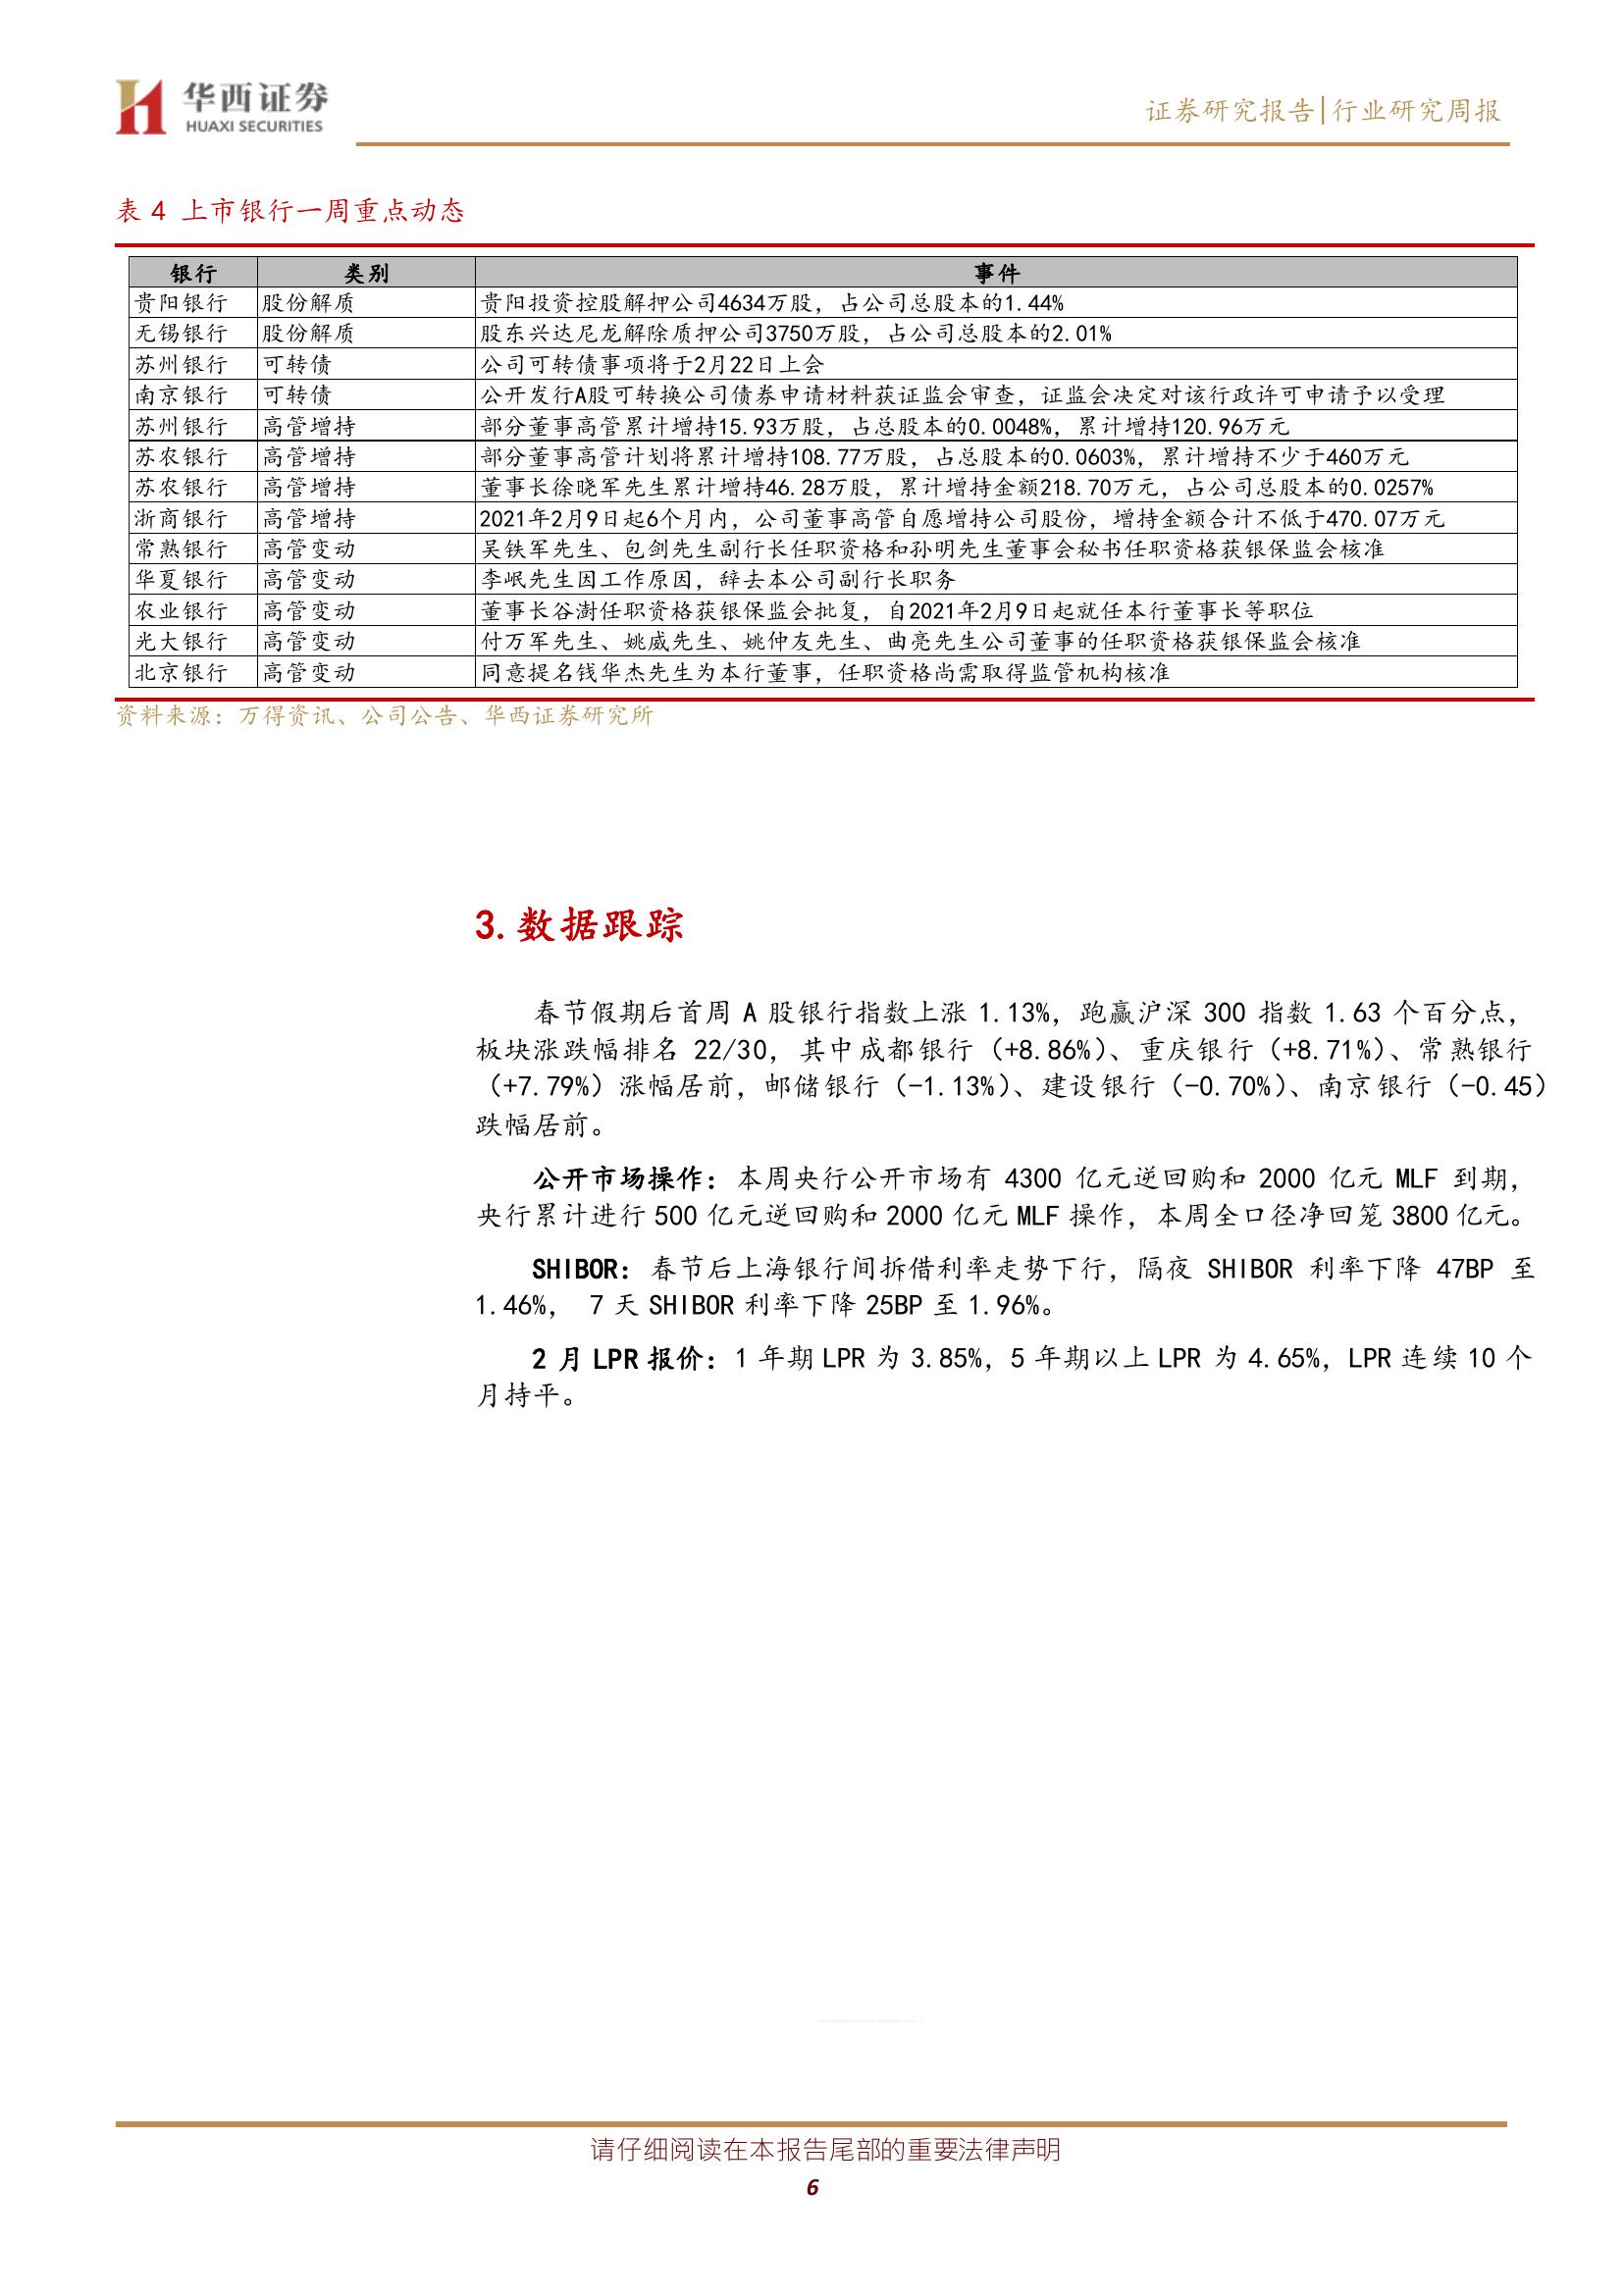 华西证券
HUAXI SECURITIES
证券研究报告|行业研究周报
表 4 上市银行一周重点动态
银行 类别 事件
贵阳银行 股份解质 贵阳投资控股解押公司4634万股，占公司总股本的1.44%
无锡银行 股份解质 股东兴达尼龙解除质押公司3750万股，占公司总股本的2.01%
苏州银行 可转债 公司可转债事项将于2月22日上会
南京银行 可转债 公开发行A股可转换公司债券申请材料获证监会审查，证监会决定对该行政许可申请予以受理
苏州银行 高管增持 部分董事高管累计增持15.93万股，占总股本的0.0048%，累计增持120.96万元
苏农银行 高管增持 部分董事高管计划将累计增持108.77万股，占总股本的0.0603%，累计增持不少于460万元
苏农银行 高管增持 董事长徐晓军先生累计增持46.28万股，累计增持金额218.70万元，占公司总股本的0.0257%
浙商银行 高管增持 2021年2月9日起6个月内，公司董事高管自愿增持公司股份，增持金额合计不低于470.07万元
常熟银行 高管变动 吴铁军先生、包剑先生副行长任职资格和孙明先生董事会秘书任职资格获银保监会核准
华夏银行 高管变动 李岷先生因工作原因，辞去本公司副行长职务
农业银行 高管变动 董事长谷澍任职资格获银保监会批复，自2021年2月9日起就任本行董事长等职位
光大银行 高管变动 付万军先生、姚威先生、姚仲友先生、曲亮先生公司董事的任职资格获银保监会核准
北京银行 高管变动 同意提名钱华杰先生为本行董事，任职资格尚需取得监管机构核准
资料来源：万得资讯、公司公告、华西证券研究所
3.数据跟踪
春节假期后首周 A 股银行指数上涨 1.13%，跑赢沪深 300 指数 1.63 个百分点，
板块涨跌幅排名 22/30，其中成都银行（+8.86%）、重庆银行（+8.71%）、常熟银行
（+7.79%）涨幅居前，邮储银行（-1.13%）、建设银行（-0.70%）、南京银行（-0.45）
跌幅居前。
公开市场操作：本周央行公开市场有 4300 亿元逆回购和 2000 亿元 MLF 到期，
央行累计进行 500 亿元逆回购和 2000 亿元 MLF 操作，本周全口径净回笼 3800 亿元。
SHIBOR：春节后上海银行间拆借利率走势下行，隔夜 SHIBOR 利率下降 47BP 至
1.46%， 7 天 SHIBOR 利率下降 25BP 至 1.96%。
2 月 LPR 报价：1 年期 LPR 为 3.85%，5 年期以上 LPR 为 4.65%，LPR 连续 10 个
月持平。
请仔细阅读在本报告尾部的重要法律声明
6